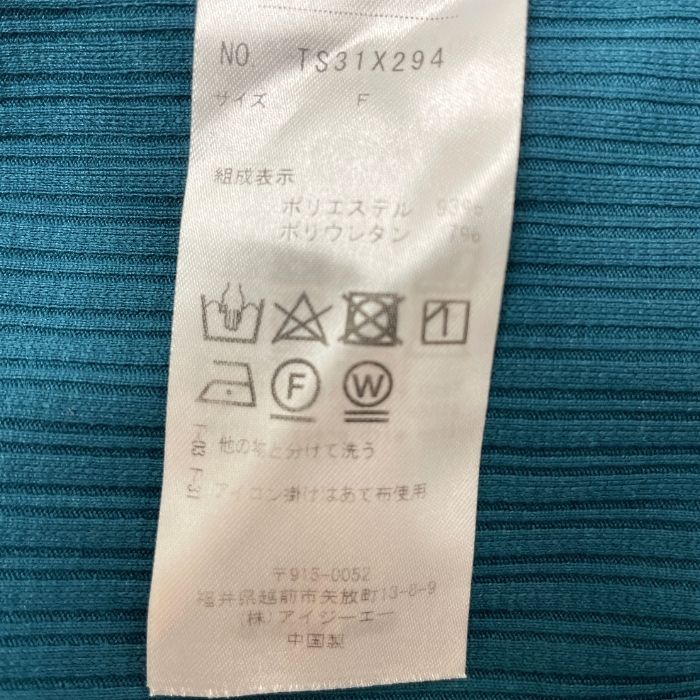 NO. TS31X294
サイズ F
組成表示
ポリエステル 93%
ポリウレタン 7%
F W
T-03 他の物と分けて洗う
T-31 アイロン掛けはあて布使用
〒915-0052
福井県越前市矢放町13-8-9
(株)アイジーエー
中国製